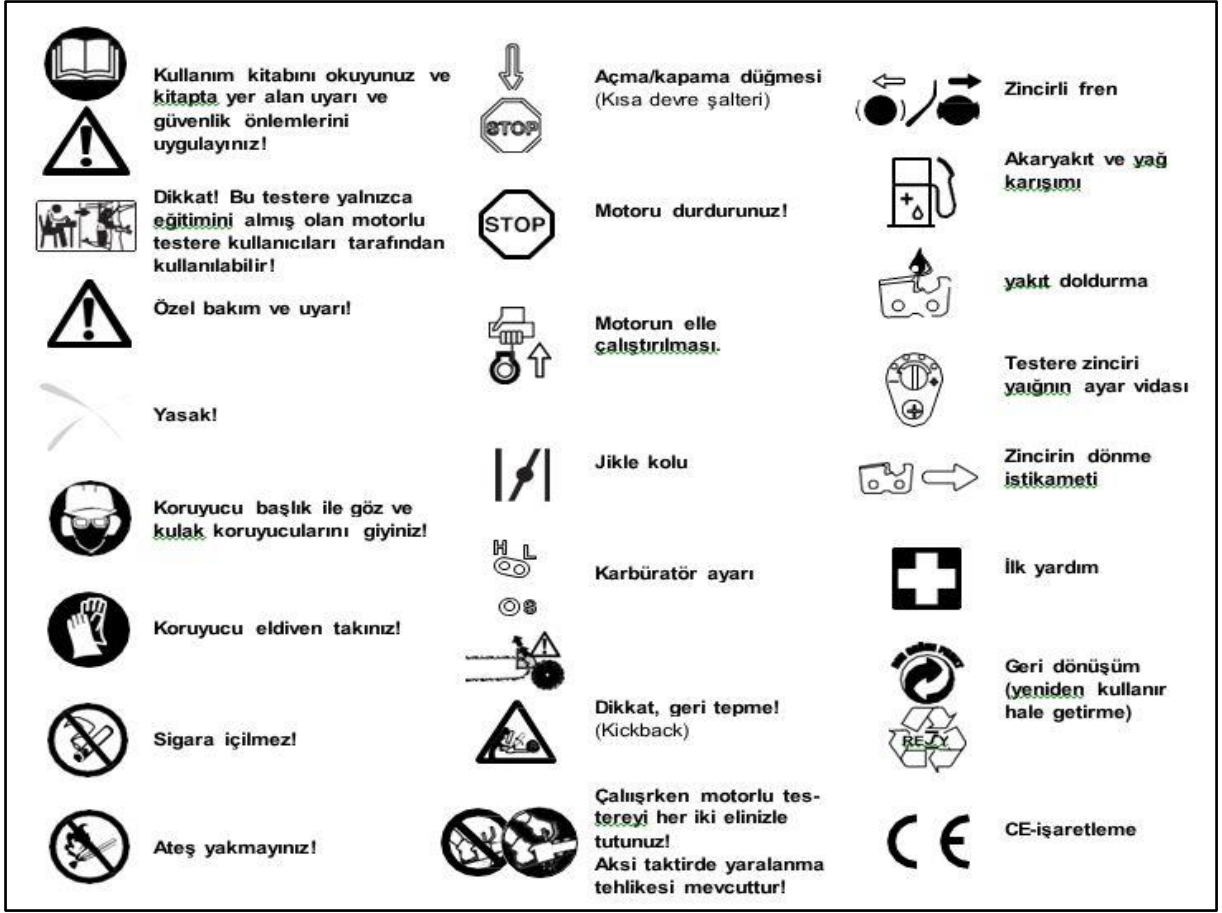 Kullanım kitabını okuyunuz ve
kitapta yer alan uyarı ve
güvenlik önlemlerini
uygulayınız!
Dikkat! Bu testere yalnızca
eğitimini almış olan motorlu
testere kullanıcıları tarafından
kullanılabilir!
Özel bakım ve uyarı!
Yasak!
Koruyucu başlık ile göz ve
kulak koruyucularını giyiniz!
Koruyucu eldiven takınız!
Sigara içilmez!
Ateş yakmayınız!
STOP
Açma/kapama düğmesi
(Kısa devre şalteri)
STOP
Motoru durdurunuz!
Motorun elle
çalıştırılması.
Jikle kolu
H L
S
Karbüratör ayarı
Dikkat, geri tepme!
(Kickback)
Çalıışrken motorlu tes-
tereyi her iki elinizle
tutunuz!
Aksi taktirde yaralanma
tehlikesi mevcuttur!
Zincirli fren
Akaryakıt ve yağ
karışımı
yakıt doldurma
Testere zinciri
yaığnın ayar vidası
Zincirin dönme
istikameti
İlk yardım
Geri dönüşüm
(yeniden kullanır
hale getirme)
CE
CE-işaretleme